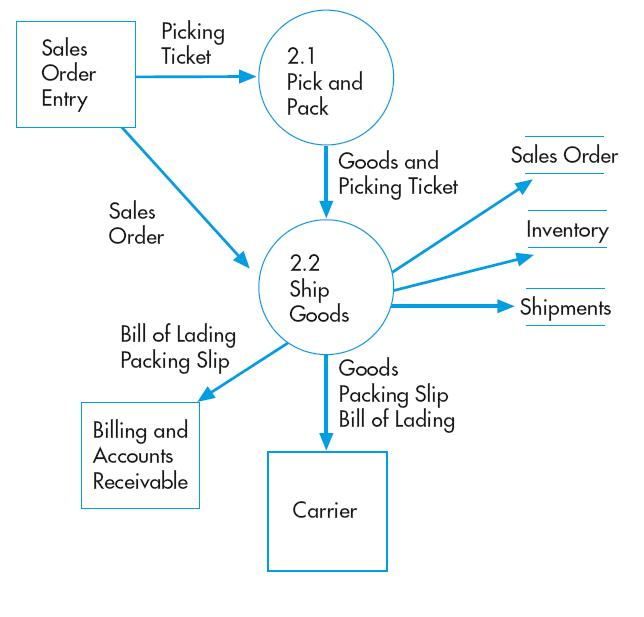 Sales
Order
Entry
Picking
Ticket
2.1
Pick and
Pack
Goods and
Picking Ticket
Sales Order
Sales
Order
Inventory
2.2
Ship
Goods
Shipments
Bill of Lading
Packing Slip
Goods
Packing Slip
Bill of Lading
Billing and
Accounts
Receivable
Carrier